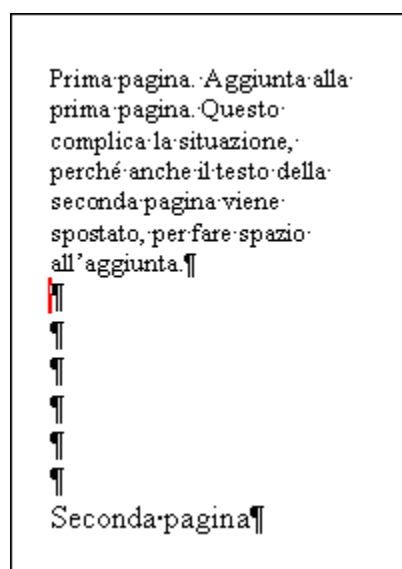 Prima·pagina.·Aggiunta·alla·
prima·pagina.·Questo·
complica·la·situazione,·
perché·anche·il·testo·della·
seconda·pagina·viene·
spostato,·per·fare·spazio·
all’aggiunta.¶
¶
¶
¶
¶
¶
¶
Seconda·pagina¶